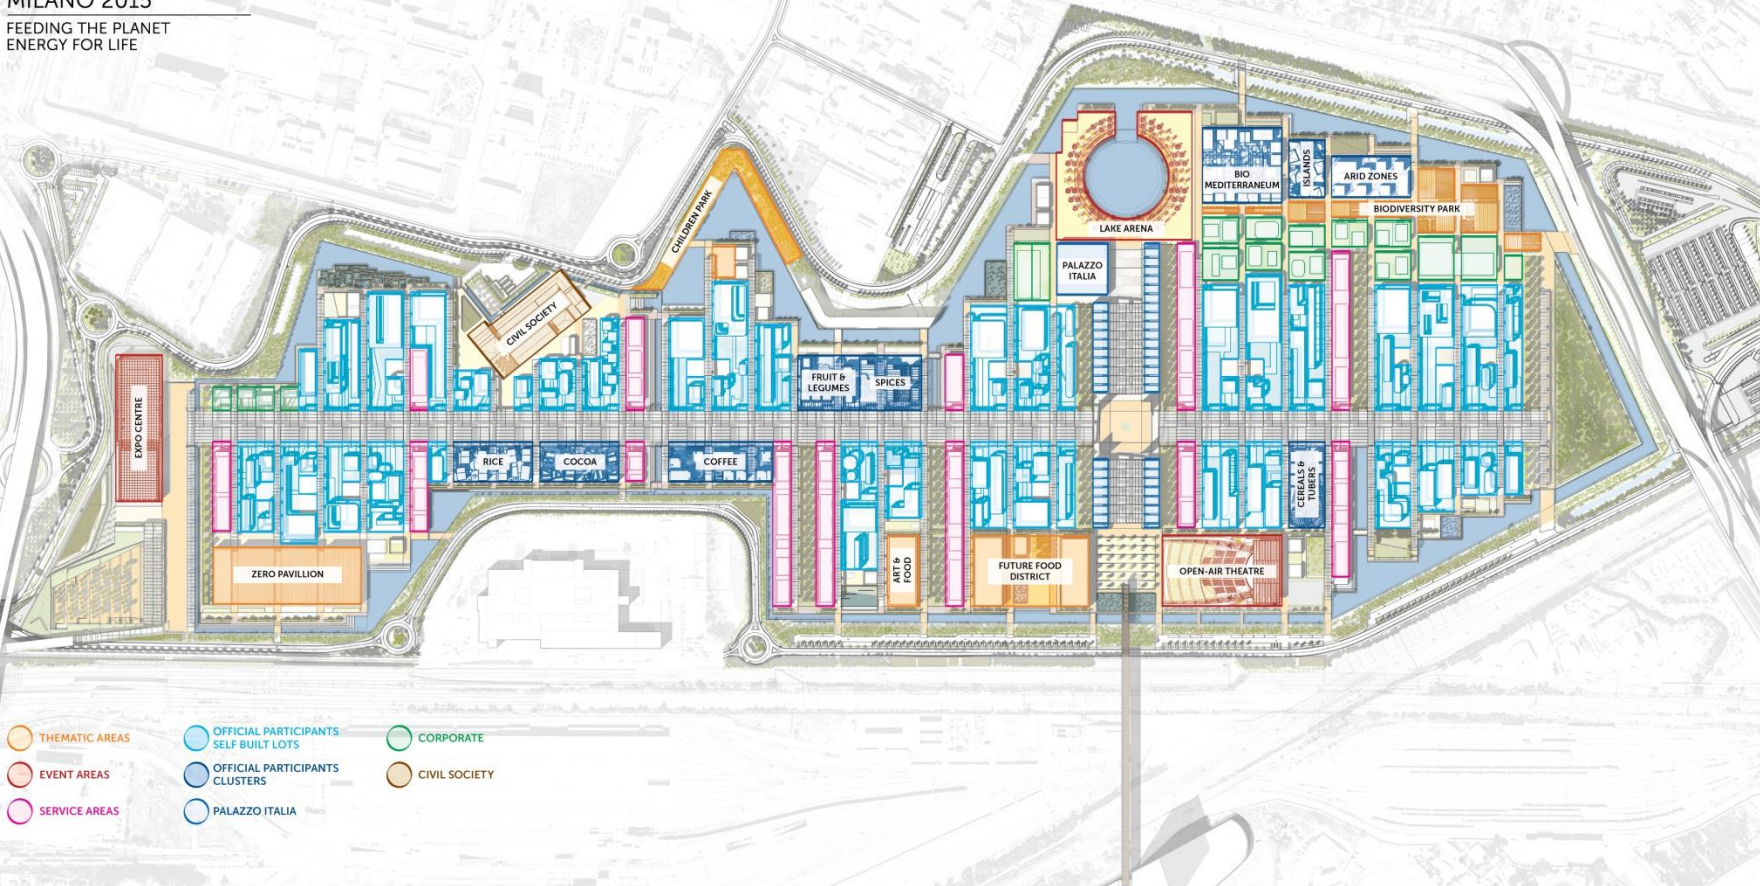 MILANO 2015
FEEDING THE PLANET
ENERGY FOR LIFE
CHILDREN PARK
LAKE ARENA
BIO
MEDITERRANEUM
ISLANDS
ARID ZONES
BIODIVERSITY PARK
PALAZZO
ITALIA
CIVIL SOCIETY
FRUIT &
LEGUMES
SPICES
EXPO CENTRE
RICE
COCOA
COFFEE
CEREALS &
TUBERS
ZERO PAVILLION
ART &
FOOD
FUTURE FOOD
DISTRICT
OPEN-AIR THEATRE
THEMATIC AREAS
EVENT AREAS
SERVICE AREAS
OFFICIAL PARTICIPANTS
SELF BUILT LOTS
OFFICIAL PARTICIPANTS
CLUSTERS
PALAZZO ITALIA
CORPORATE
CIVIL SOCIETY